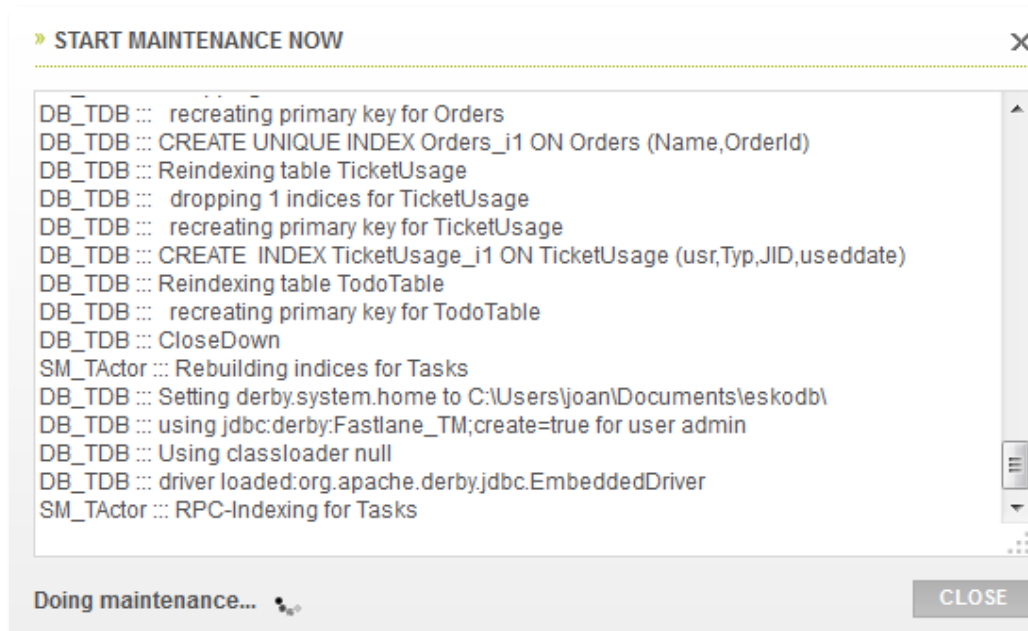 » START MAINTENANCE NOW
DB_TDB ::: recreating primary key for Orders
DB_TDB ::: CREATE UNIQUE INDEX Orders_i1 ON Orders (Name,OrderId)
DB_TDB ::: Reindexing table TicketUsage
DB_TDB ::: dropping 1 indices for TicketUsage
DB_TDB ::: recreating primary key for TicketUsage
DB_TDB ::: CREATE INDEX TicketUsage_i1 ON TicketUsage (usr,Typ,JID,useddate)
DB_TDB ::: Reindexing table TodoTable
DB_TDB ::: recreating primary key for TodoTable
DB_TDB ::: CloseDown
SM_TActor ::: Rebuilding indices for Tasks
DB_TDB ::: Setting derby.system.home to C:\Users\joan\Documents\eskodb\
DB_TDB ::: using jdbc:derby:Fastlane_TM;create=true for user admin
DB_TDB ::: Using classloader null
DB_TDB ::: driver loaded:org.apache.derby.jdbc.EmbeddedDriver
SM_TActor ::: RPC-Indexing for Tasks
Doing maintenance...
CLOSE